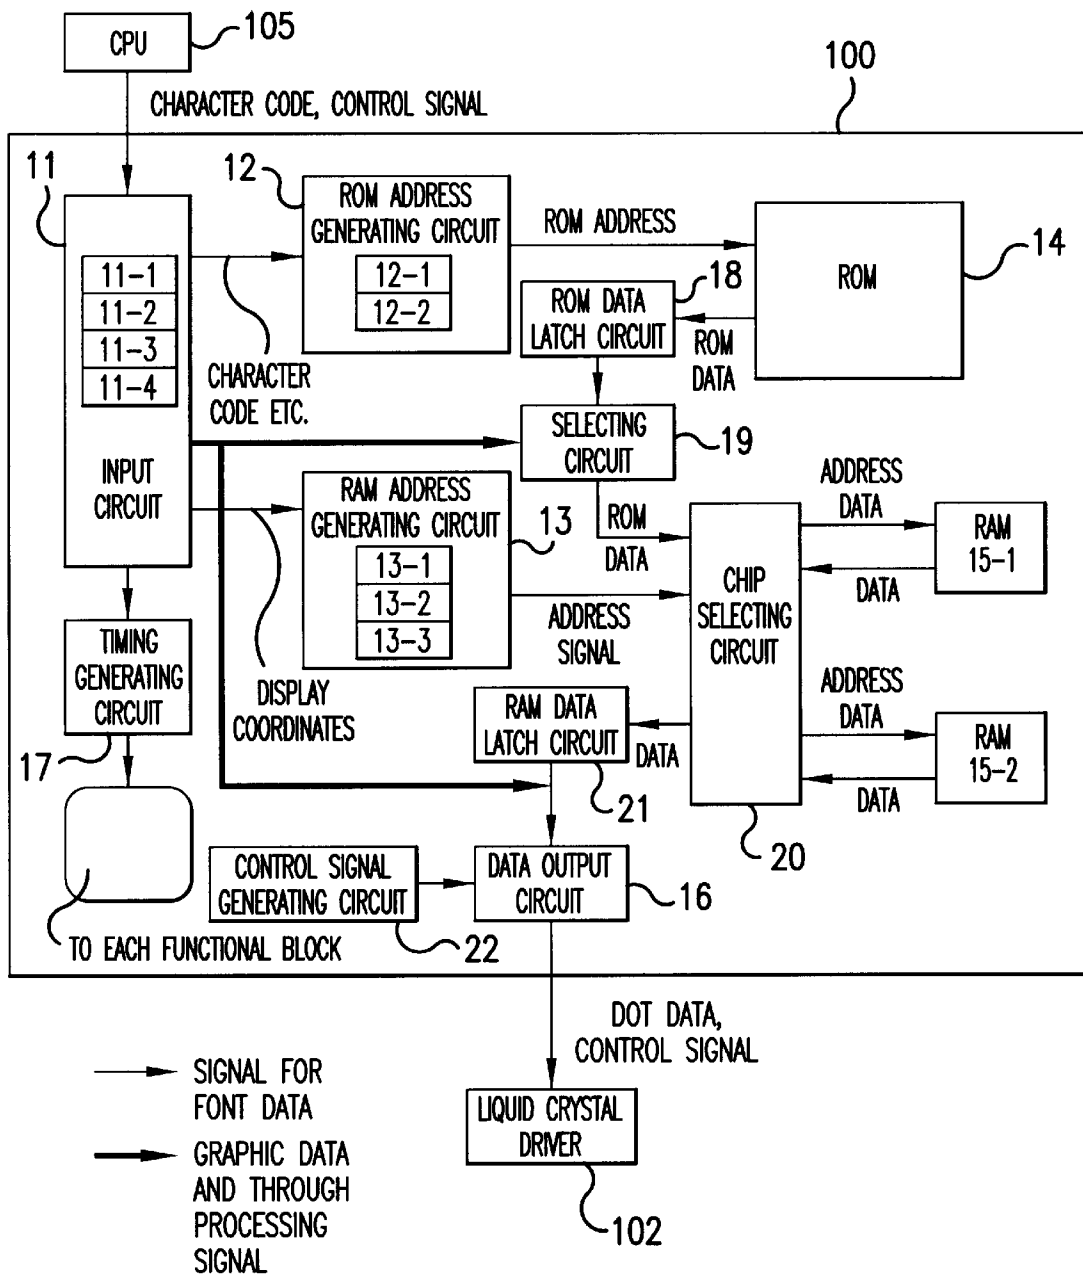 CPU
105
CHARACTER CODE, CONTROL SIGNAL
100
11
11-1
11-2
11-3
11-4
INPUT
CIRCUIT
12
ROM ADDRESS
GENERATING CIRCUIT
12-1
12-2
ROM ADDRESS
ROM
14
18
ROM DATA
LATCH CIRCUIT
ROM
DATA
CHARACTER
CODE ETC.
SELECTING
CIRCUIT
19
RAM ADDRESS
GENERATING CIRCUIT
13-1
13-2
13-3
13
ROM
DATA
ADDRESS
SIGNAL
CHIP
SELECTING
CIRCUIT
20
ADDRESS
DATA
RAM
15-1
DATA
ADDRESS
DATA
RAM
15-2
DATA
TIMING
GENERATING
CIRCUIT
17
DISPLAY
COORDINATES
RAM DATA
LATCH CIRCUIT
DATA
21
CONTROL SIGNAL
GENERATING CIRCUIT
22
DATA OUTPUT
CIRCUIT
16
TO EACH FUNCTIONAL BLOCK
DOT DATA,
CONTROL SIGNAL
LIQUID CRYSTAL
DRIVER
102
SIGNAL FOR
FONT DATA
GRAPHIC DATA
AND THROUGH
PROCESSING
SIGNAL